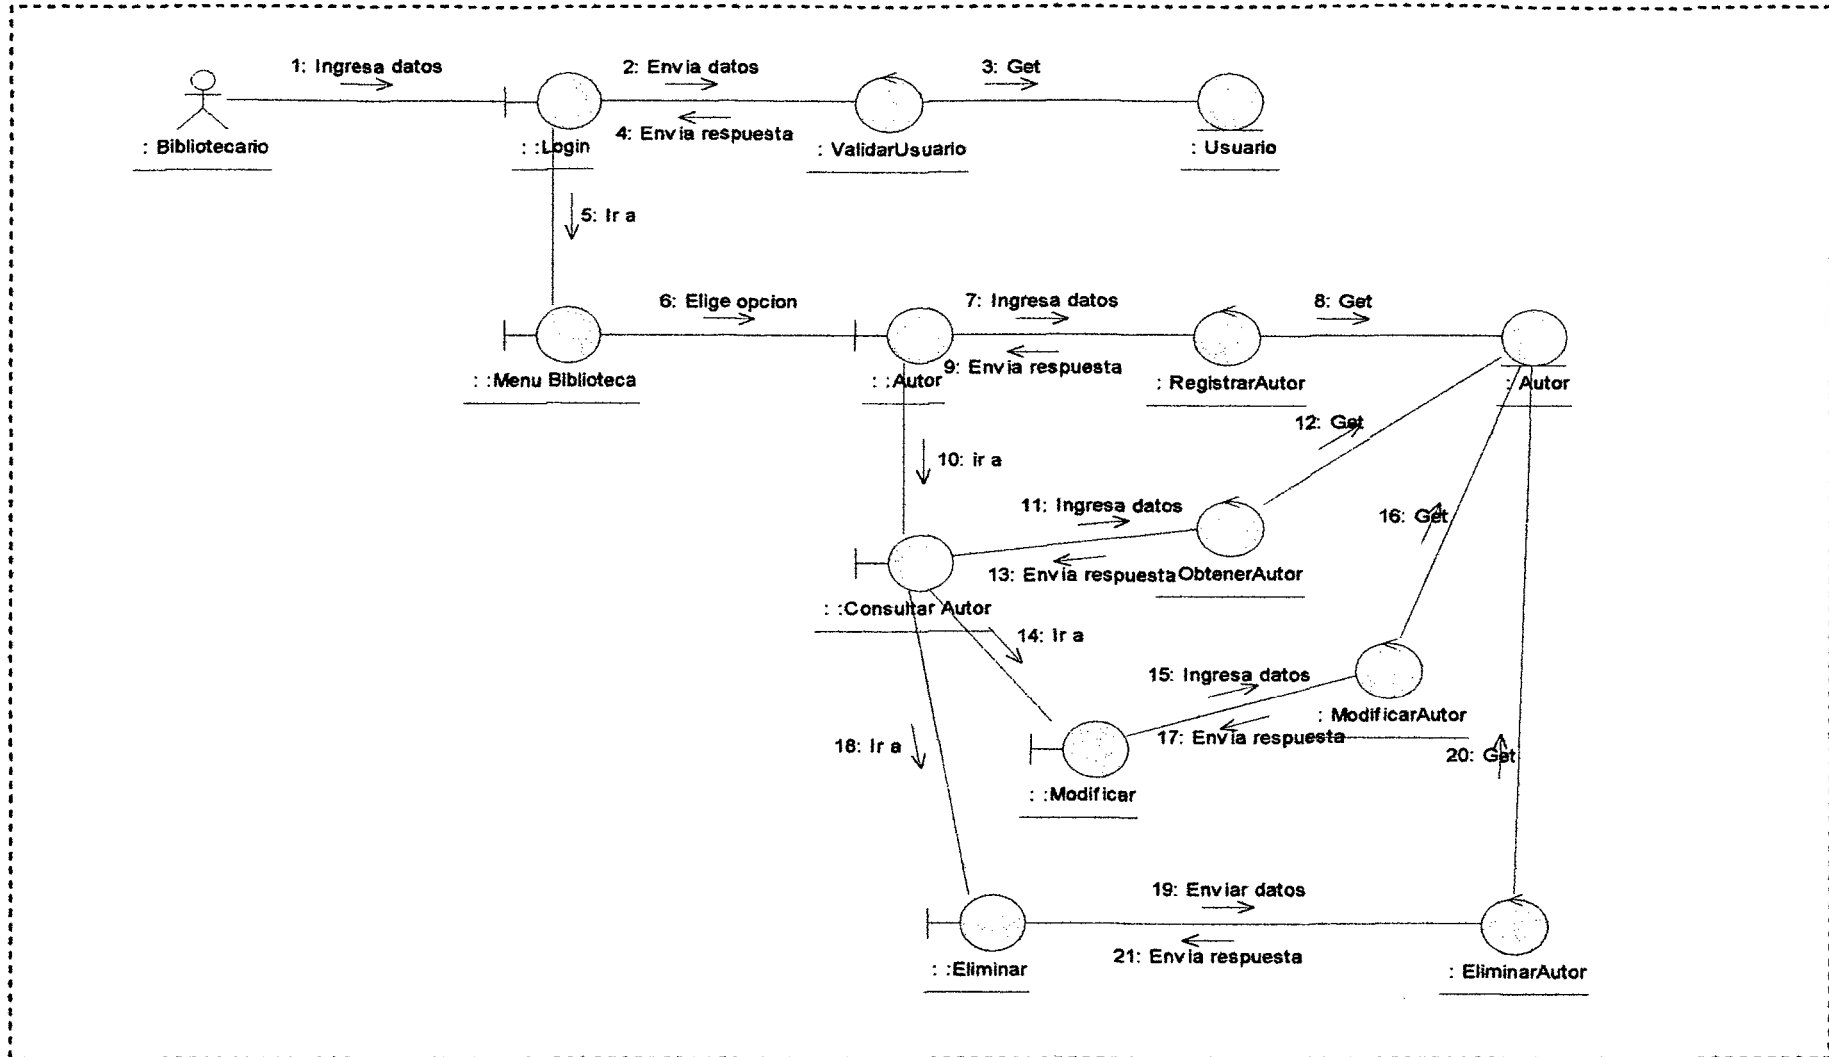 1: Ingresa datos
2: Envia datos
3: Get
4: Envia respuesta
: Bibliotecario
: :Login
: ValidarUsuario
: Usuario
5: Ir a
6: Elige opcion
7: Ingresa datos
8: Get
9: Envia respuesta
: :Menu Biblioteca
: :Autor
: RegistrarAutor
: Autor
12: Get
10: ir a
11: Ingresa datos
16: Get
13: Envia respuesta
ObtenerAutor
: :Consultar Autor
14: Ir a
15: Ingresa datos
: ModificarAutor
17: Envia respuesta
18: Ir a
20: Get
: :Modificar
19: Enviar datos
21: Envia respuesta
: :Eliminar
: EliminarAutor